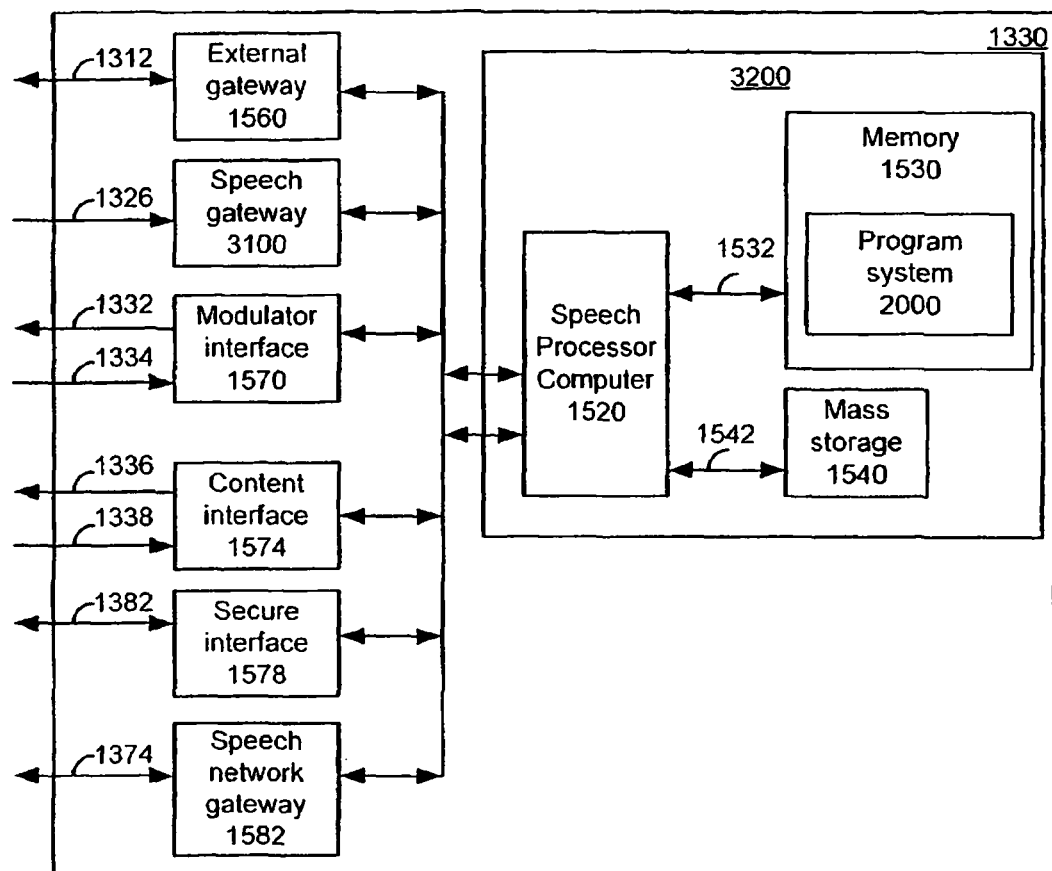 1330
3200
1312
External
gateway
1560
1326
Speech
gateway
3100
1332
1334
Modulator
interface
1570
1336
1338
Content
interface
1574
1382
Secure
interface
1578
1374
Speech
network
gateway
1582
Speech
Processor
Computer
1520
1532
Memory
1530
Program
system
2000
1542
Mass
storage
1540